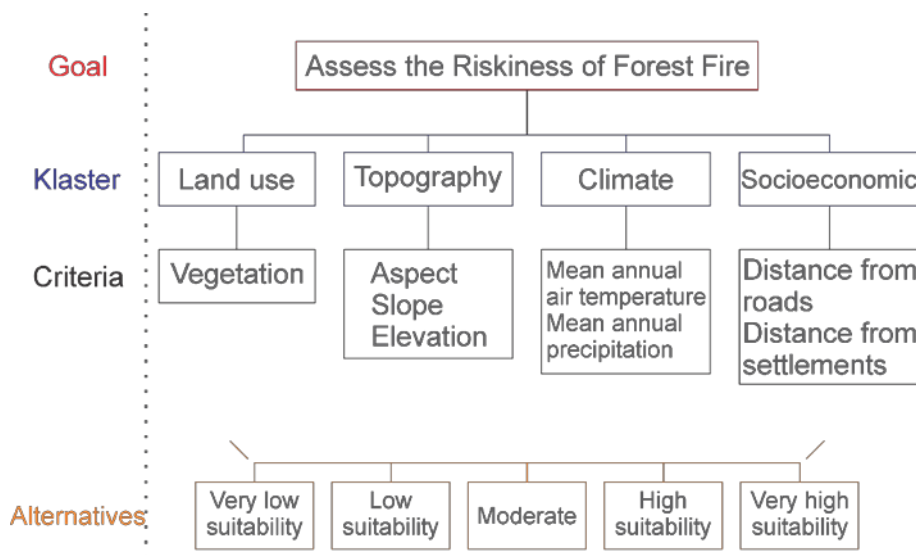 Goal
Assess the Riskiness of Forest Fire
Klaster
Land use
Topography
Climate
Socioeconomic
Criteria
Vegetation
Aspect
Slope
Elevation
Mean annual
air temperature
Mean annual
precipitation
Distance from
roads
Distance from
settlements
Alternatives
Very low
suitability
Low
suitability
Moderate
High
suitability
Very high
suitability